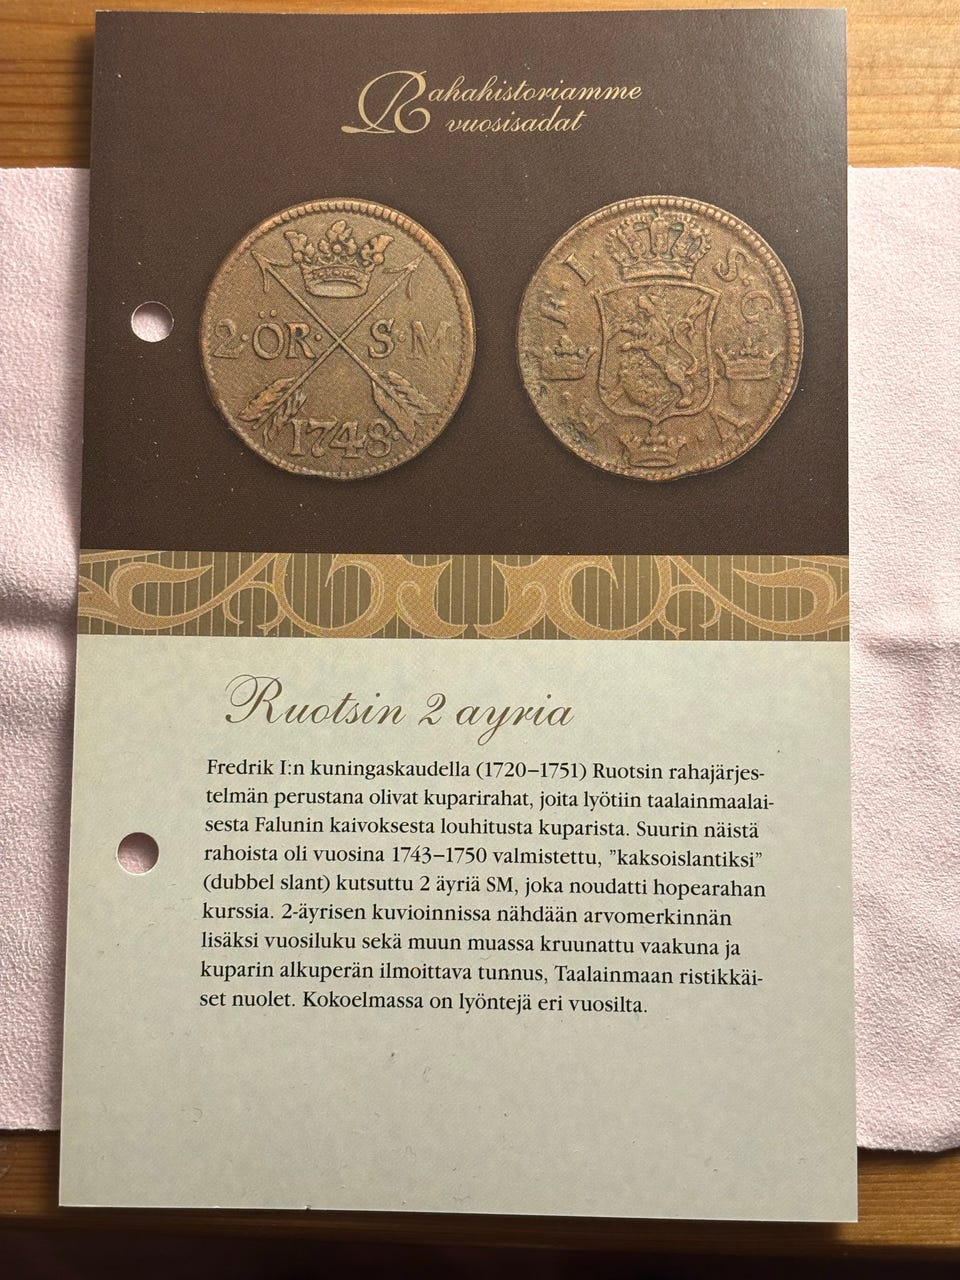 Rahahistoriamme
vuosisadat
2·ÖR· S·M
1748·
R.I. S.G.
V.
Ruotsin 2 ayria
Fredrik I:n kuningaskaudella (1720–1751) Ruotsin rahajärjes-
telmän perustana olivat kuparirahat, joita lyötiin taalainmaalai-
sesta Falunin kaivoksesta louhitusta kuparista. Suurin näistä
rahoista oli vuosina 1743–1750 valmistettu, ”kaksoislantiksi”
(dubbel slant) kutsuttu 2 äyriä SM, joka noudatti hopearahan
kurssia. 2-äyrisen kuvioinnissa nähdään arvomerkinnän
lisäksi vuosiluku sekä muun muassa kruunattu vaakuna ja
kuparin alkuperän ilmoittava tunnus, Taalainmaan ristikkäi-
set nuolet. Kokoelmassa on lyöntejä eri vuosilta.